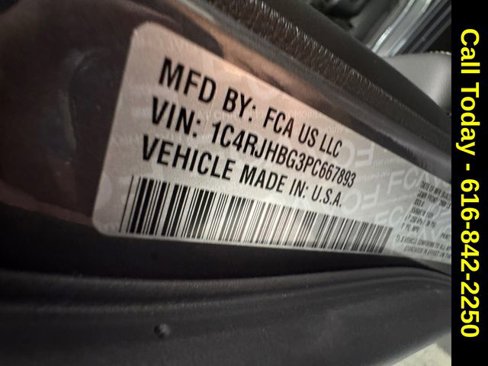 MFD BY: FCA US LLC
VIN: 1C4RJHBG3PC667893
VEHICLE MADE IN: U.S.A.
Call Today - 616-842-2250